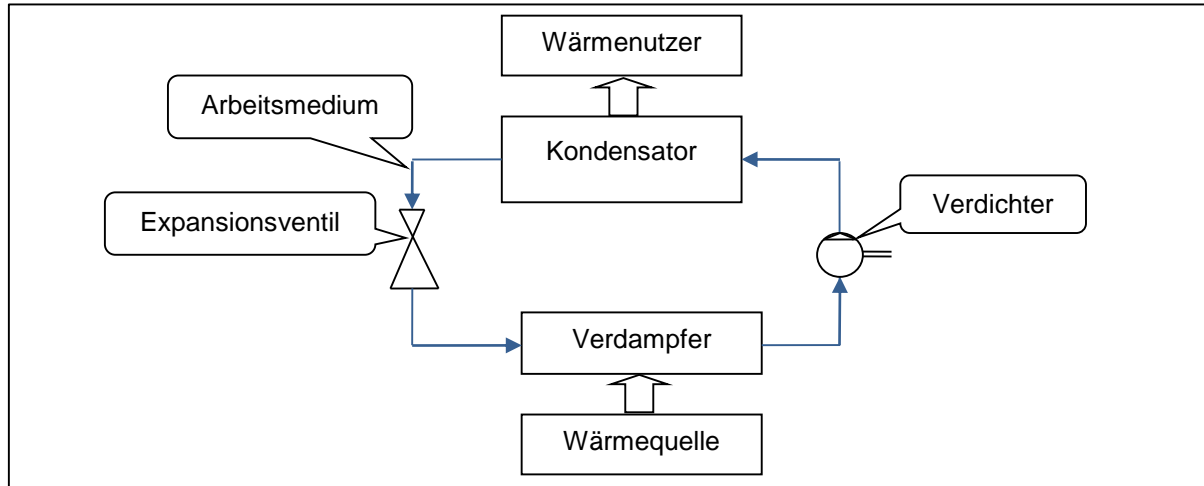 Wärmenutzer
Arbeitsmedium
Kondensator
Expansionsventil
Verdichter
Verdampfer
Wärmequelle